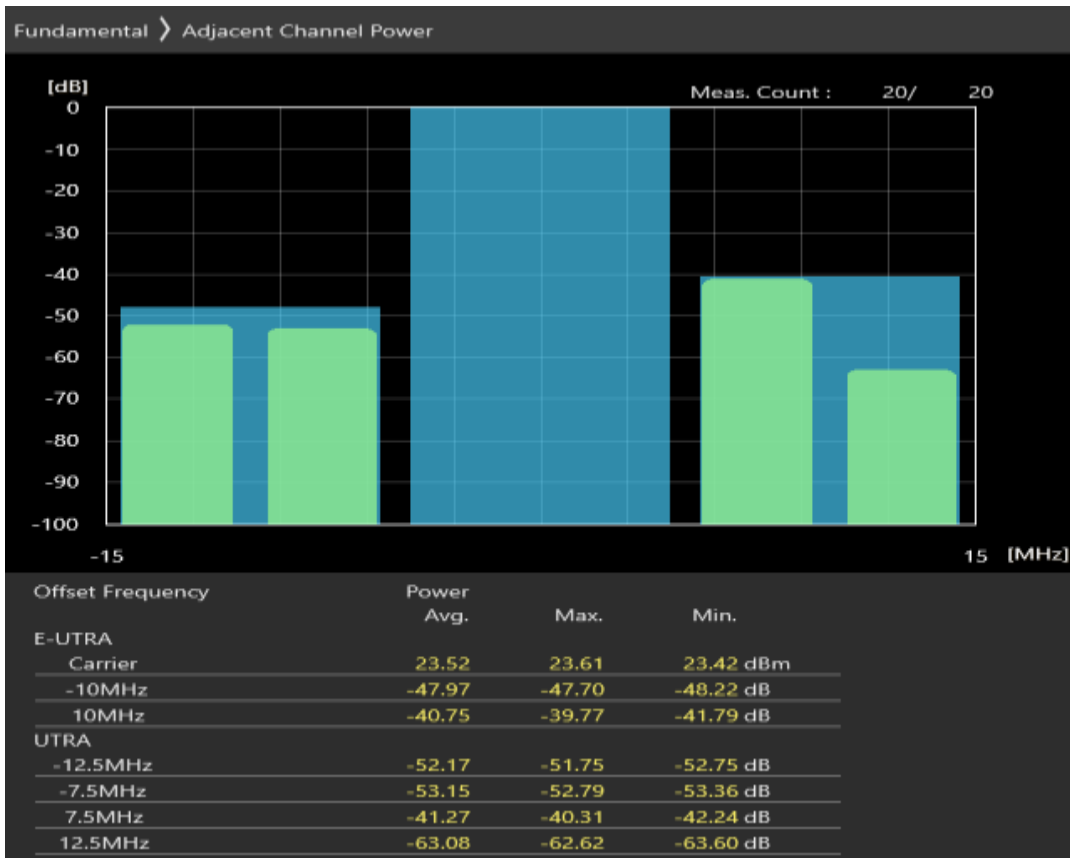 Fundamental 》 Adjacent Channel Power
[dB]
Meas. Count : 20/ 20
0
-10
-20
-30
-40
-50
-60
-70
-80
-90
-100
-15 15 [MHz]
Offset Frequency Power
Avg. Max. Min.
E-UTRA
Carrier 23.52 23.61 23.42 dBm
-10MHz -47.97 -47.70 -48.22 dB
10MHz -40.75 -39.77 -41.79 dB
UTRA
-12.5MHz -52.17 -51.75 -52.75 dB
-7.5MHz -53.15 -52.79 -53.36 dB
7.5MHz -41.27 -40.31 -42.24 dB
12.5MHz -63.08 -62.62 -63.60 dB